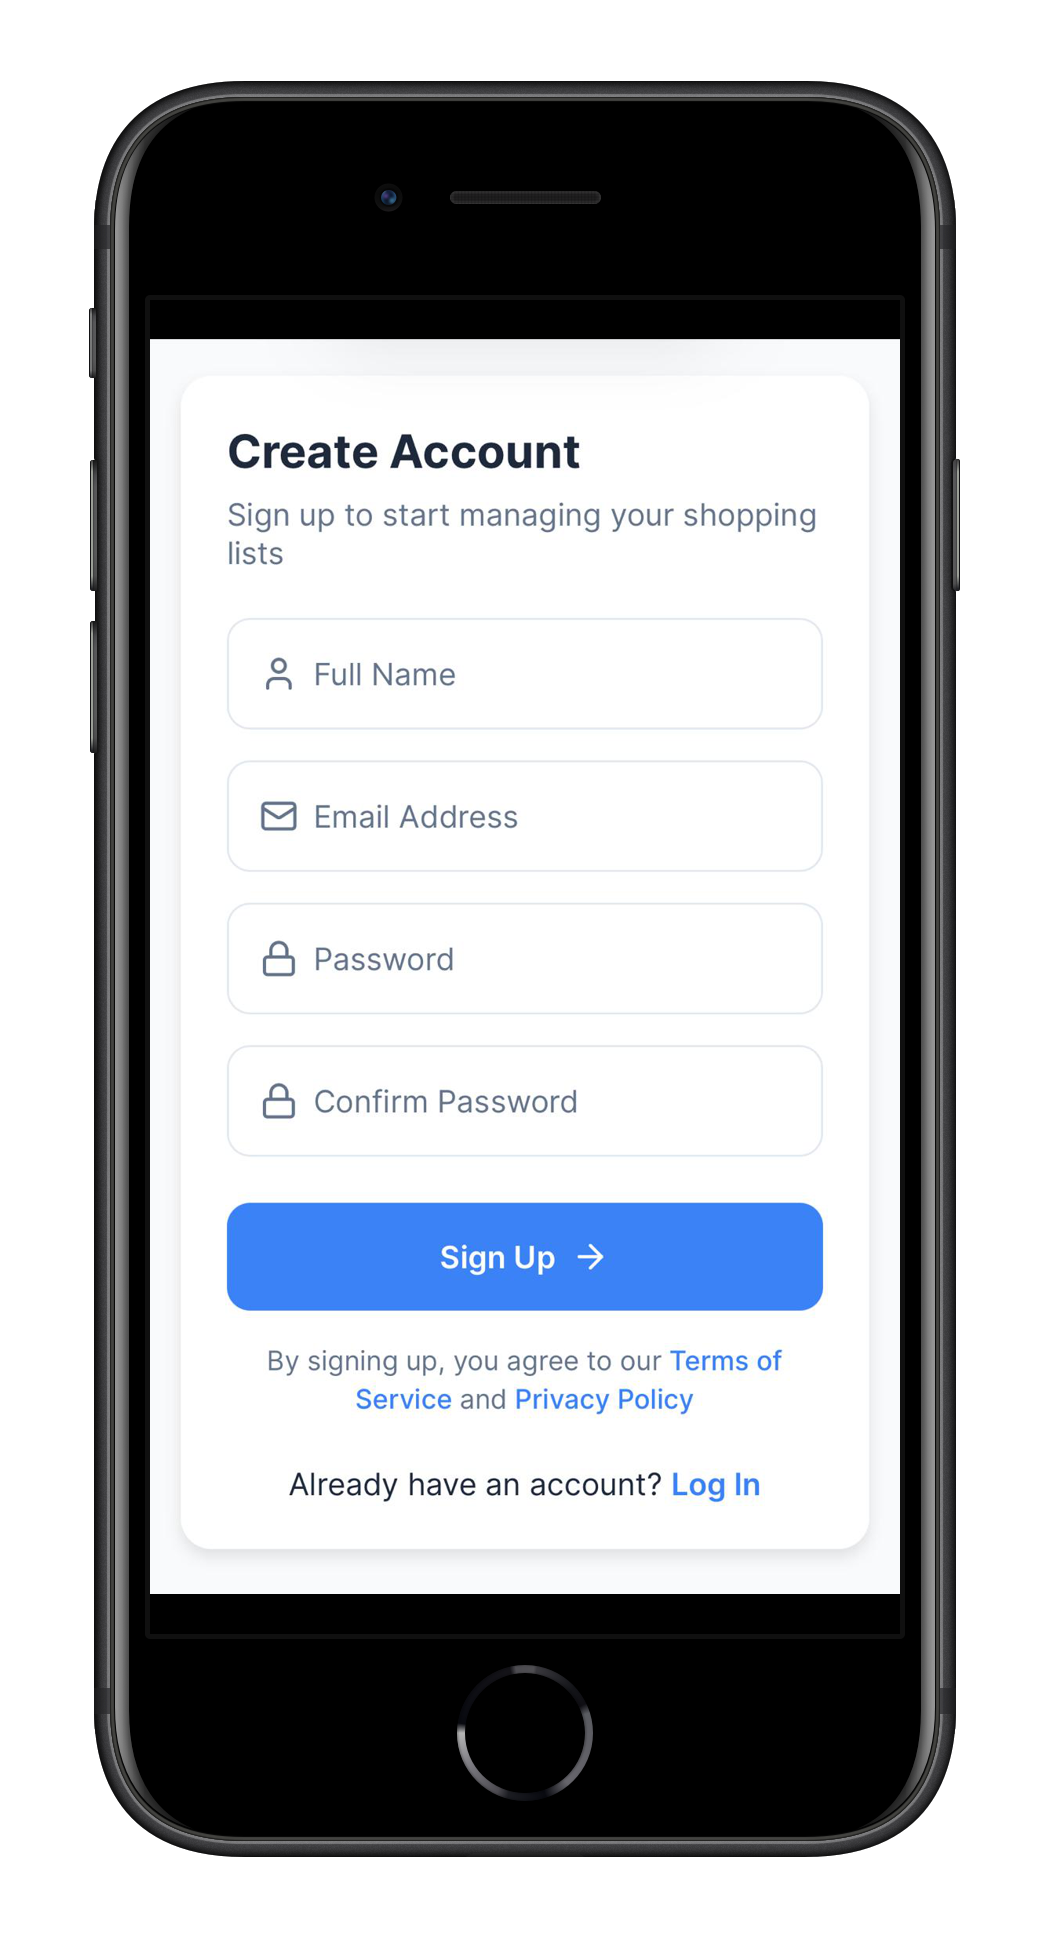 Create Account
Sign up to start managing your shopping
lists
Full Name
Email Address
Password
Confirm Password
Sign Up
By signing up, you agree to our Terms of
Service and Privacy Policy
Already have an account? Log In